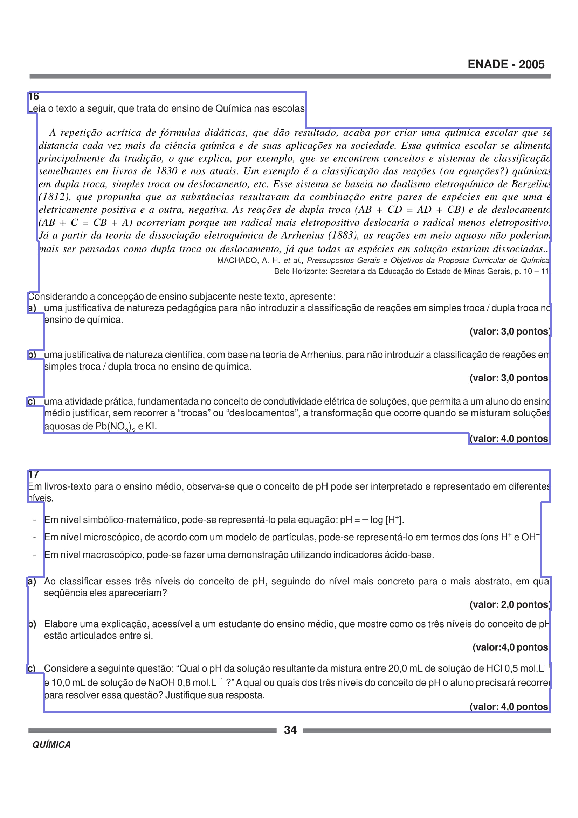 ENADE - 2005
16
Leia o texto a seguir, que trata do ensino de Química nas escolas
A repetição acrítica de fórmulas didáticas, que dão resultado, acaba por criar uma química escolar que se
distancia cada vez mais da ciência química e de suas aplicações na sociedade. Essa química escolar se alimenta
principalmente da tradição, o que explica, por exemplo, que se encontrem conceitos e sistemas de classificação
semelhantes em livros de 1830 e nos atuais. Um exemplo é a classificação das reações (ou equações?) químicas
em dupla troca, simples troca ou deslocamento, etc. Esse sistema se baseia no dualismo eletroquímico de Berzelius
(1812), que propunha que as substâncias resultavam da combinação entre pares de espécies em que uma é
eletricamente positiva e a outra, negativa. As reações de dupla troca (AB + CD = AD + CB) e de deslocamento
(AB + C = CB + A) ocorreriam porque um radical mais eletropositivo deslocaria o radical menos eletropositivo.
Já a partir da teoria de dissociação eletroquímica de Arrhenius (1883), as reações em meio aquoso não poderiam
mais ser pensadas como dupla troca ou deslocamento, já que todas as espécies em solução estariam dissociadas..
MACHADO, A. H. et al., Pressupostos Gerais e Objetivos da Proposta Curricular de Química
Belo Horizonte: Secretaria da Educação do Estado de Minas Gerais, p. 10 – 11
Considerando a concepção de ensino subjacente neste texto, apresente:
a) uma justificativa de natureza pedagógica para não introduzir a classificação de reações em simples troca / dupla troca no
ensino de química.
(valor: 3,0 pontos)
b) uma justificativa de natureza científica, com base na teoria de Arrhenius, para não introduzir a classificação de reações em
simples troca / dupla troca no ensino de química.
(valor: 3,0 pontos
c) uma atividade prática, fundamentada no conceito de condutividade elétrica de soluções, que permita a um aluno do ensino
médio justificar, sem recorrer a “trocas” ou “deslocamentos”, a transformação que ocorre quando se misturam soluções
aquosas de Pb(NO₃)₂ e KI.
(valor: 4,0 pontos
17
Em livros-texto para o ensino médio, observa-se que o conceito de pH pode ser interpretado e representado em diferentes
níveis.
- Em nível simbólico-matemático, pode-se representá-lo pela equação: pH = – log [H⁺].
- Em nível microscópico, de acordo com um modelo de partículas, pode-se representá-lo em termos dos íons H⁺ e OH⁻
- Em nível macroscópico, pode-se fazer uma demonstração utilizando indicadores ácido-base.
a) Ao classificar esses três níveis do conceito de pH, seguindo do nível mais concreto para o mais abstrato, em qua
seqüência eles apareceriam?
(valor: 2,0 pontos)
b) Elabore uma explicação, acessível a um estudante do ensino médio, que mostre como os três níveis do conceito de pH
estão articulados entre si.
(valor:4,0 pontos
c) Considere a seguinte questão: “Qual o pH da solução resultante da mistura entre 20,0 mL de solução de HCl 0,5 mol.L
e 10,0 mL de solução de NaOH 0,8 mol.L⁻ ?” A qual ou quais dos três níveis do conceito de pH o aluno precisará recorrer
para resolver essa questão? Justifique sua resposta.
(valor: 4,0 pontos
34
QUÍMICA